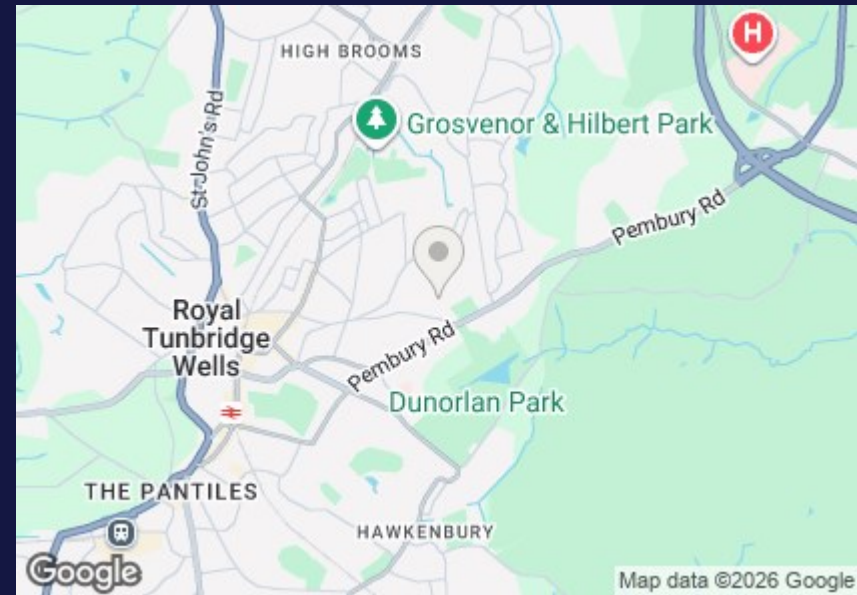 HIGH BROOMS
H
Grosvenor & Hilbert Park
St John's Rd
Pembury Rd
Royal
Tunbridge
Wells
Pembury Rd
Dunorlan Park
THE PANTILES
HAWKENBURY
Google
Map data ©2026 Google